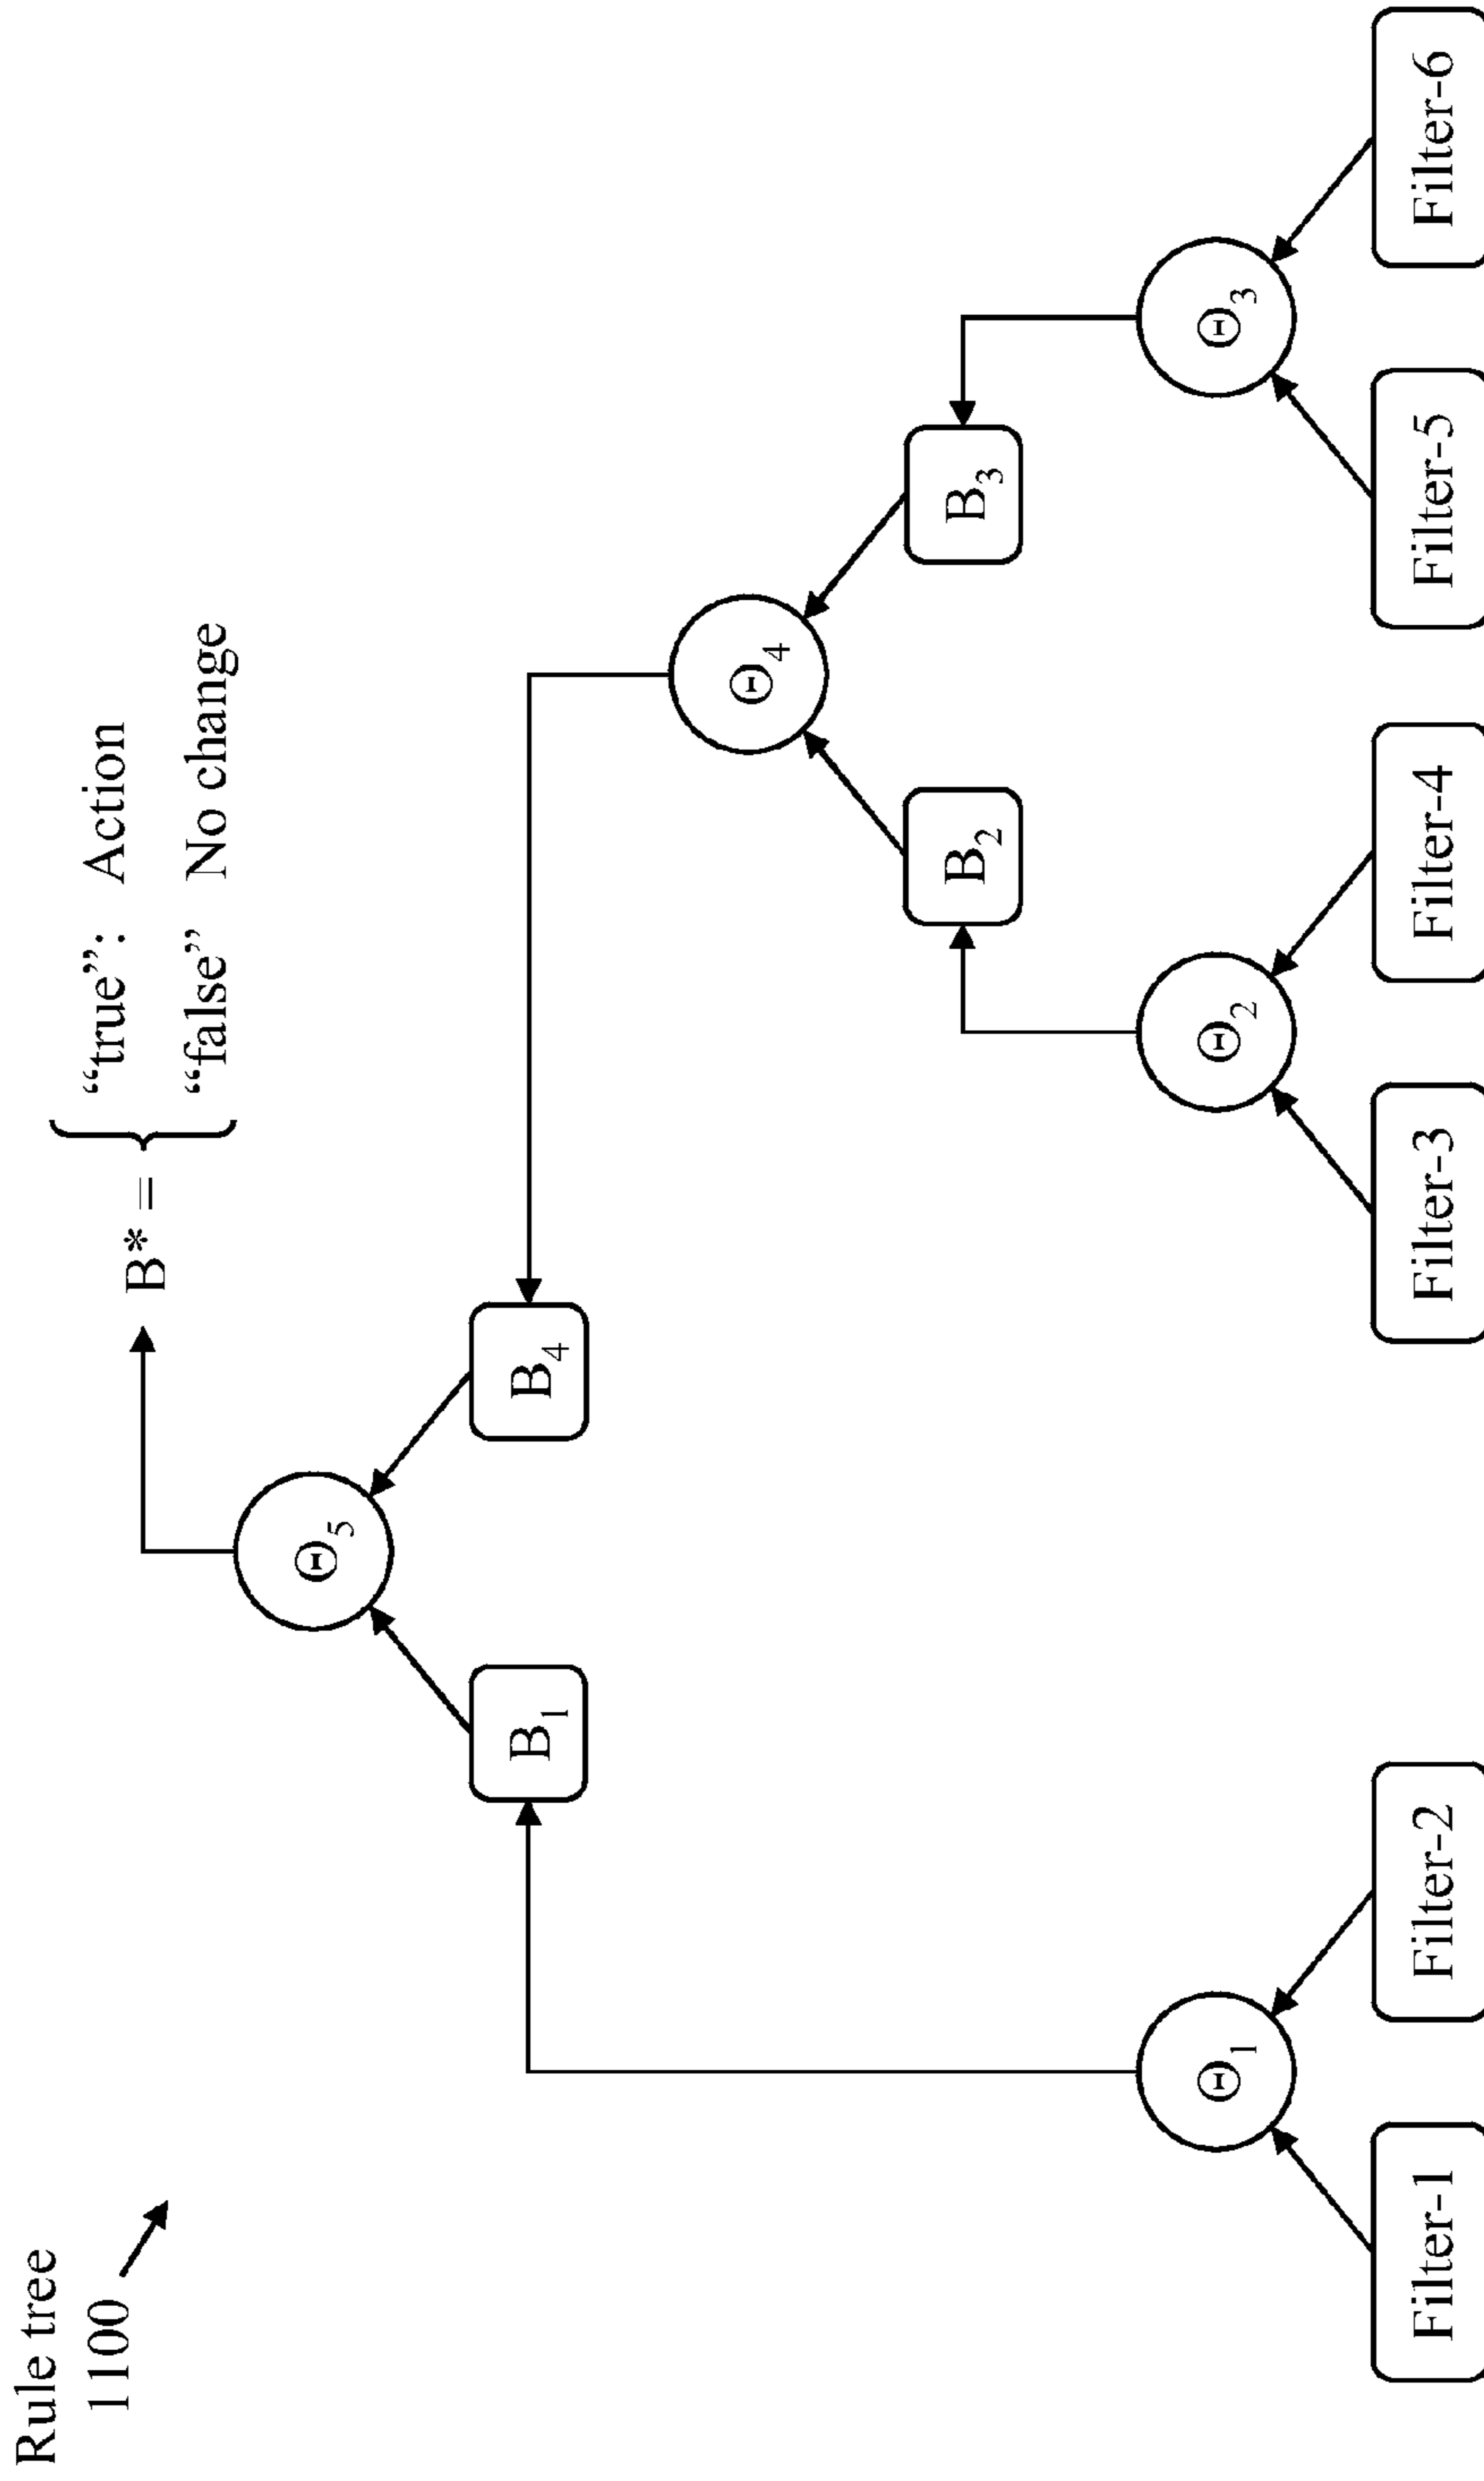 Rule tree
1100
B* =
“true”: Action
“false” No change
Θ5
B1
B4
Θ4
B2
B3
Θ1
Θ2
Θ3
Filter-1
Filter-2
Filter-3
Filter-4
Filter-5
Filter-6